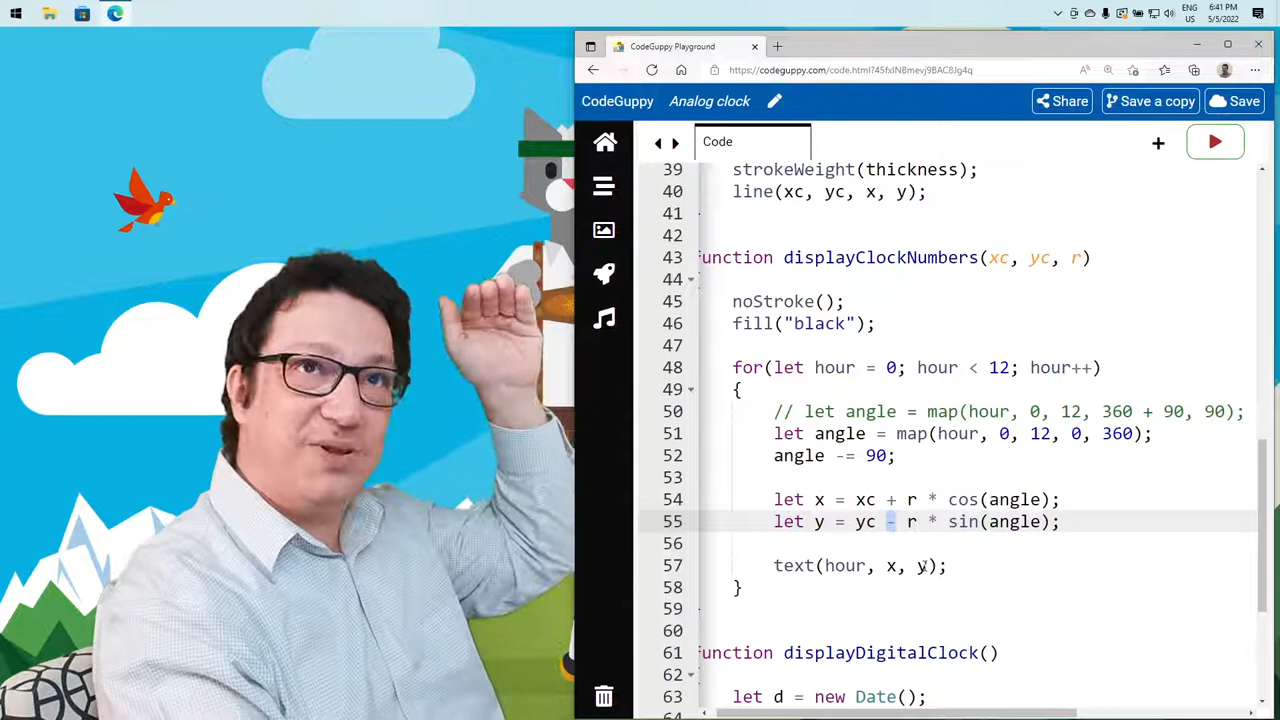 ENG
US
6:41 PM
5/5/2022
CodeGuppy Playground
https://codeguppy.com/code.html?45fxlNBmevj9BAC8Jg4q
CodeGuppy
Analog clock
Share
Save a copy
Save
Code
39 strokeWeight(thickness);
40 line(xc, yc, x, y);
41
42
43 function displayClockNumbers(xc, yc, r)
44
45 noStroke();
46 fill("black");
47
48 for(let hour = 0; hour < 12; hour++)
49 {
50 // let angle = map(hour, 0, 12, 360 + 90, 90);
51 let angle = map(hour, 0, 12, 0, 360);
52 angle -= 90;
53
54 let x = xc + r * cos(angle);
55 let y = yc - r * sin(angle);
56
57 text(hour, x, y);
58 }
59
60
61 function displayDigitalClock()
62
63 let d = new Date();
64